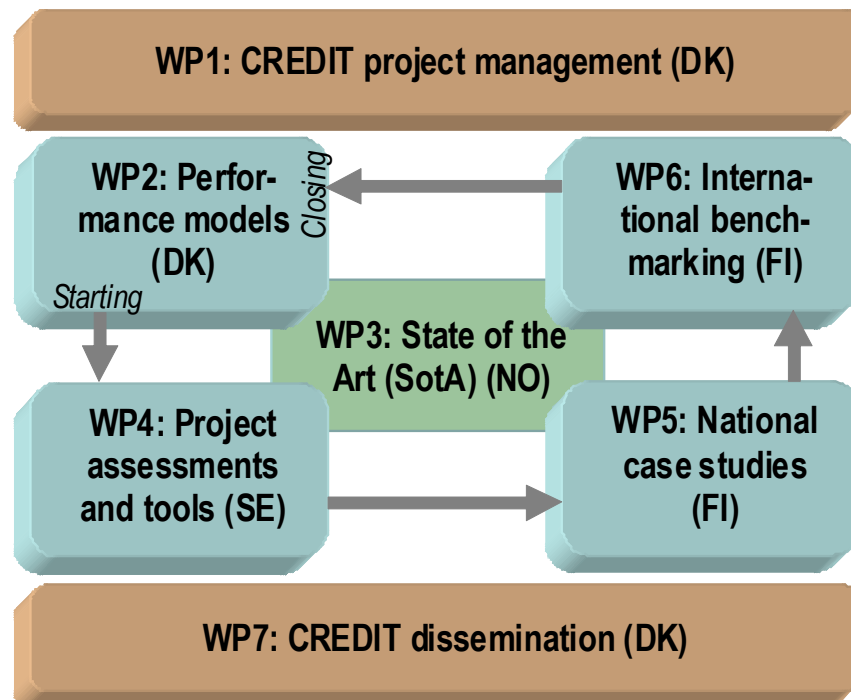 WP1: CREDIT project management (DK)
WP2: Perfor-
mance models
(DK)
Closing
Starting
WP6: Interna-
tional bench-
marking (FI)
WP3: State of the
Art (SotA) (NO)
WP4: Project
assessments
and tools (SE)
WP5: National
case studies
(FI)
WP7: CREDIT dissemination (DK)